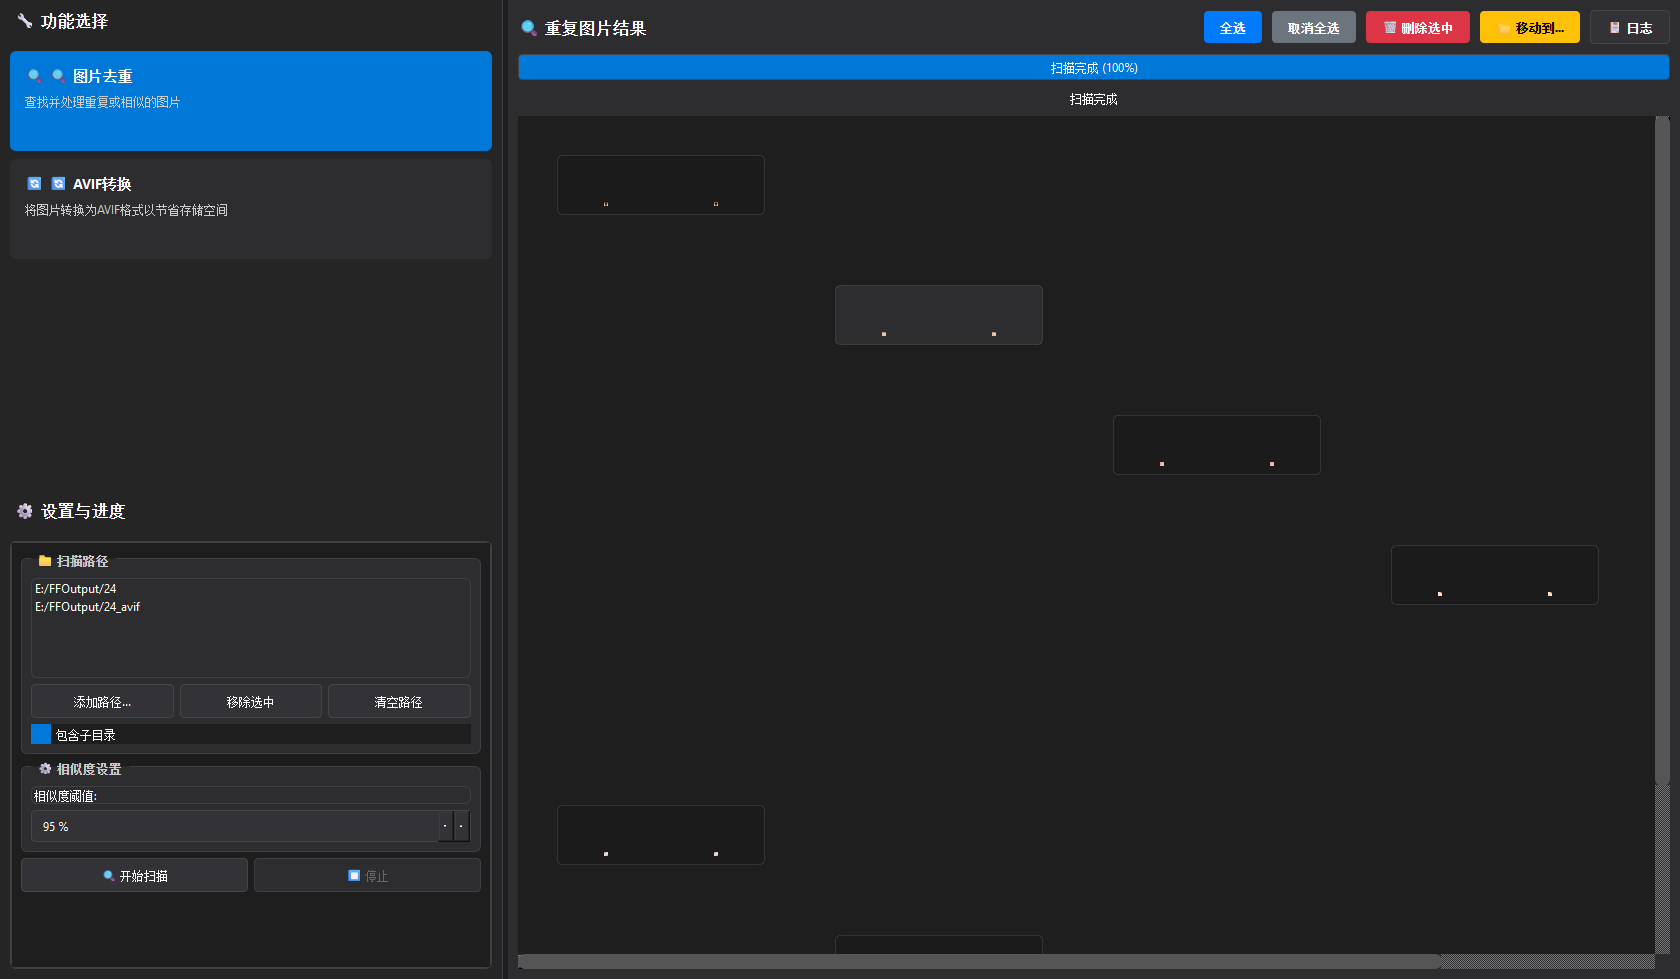 功能选择
图片去重
查找并处理重复或相似的图片
AVIF转换
将图片转换为AVIF格式以节省存储空间
设置与进度
扫描路径
E:/FFOutput/24
E:/FFOutput/24_avif
添加路径...
移除选中
清空路径
包含子目录
相似度设置
相似度阈值:
95 %
开始扫描
停止
重复图片结果
全选
取消全选
删除选中
移动到...
日志
扫描完成 (100%)
扫描完成